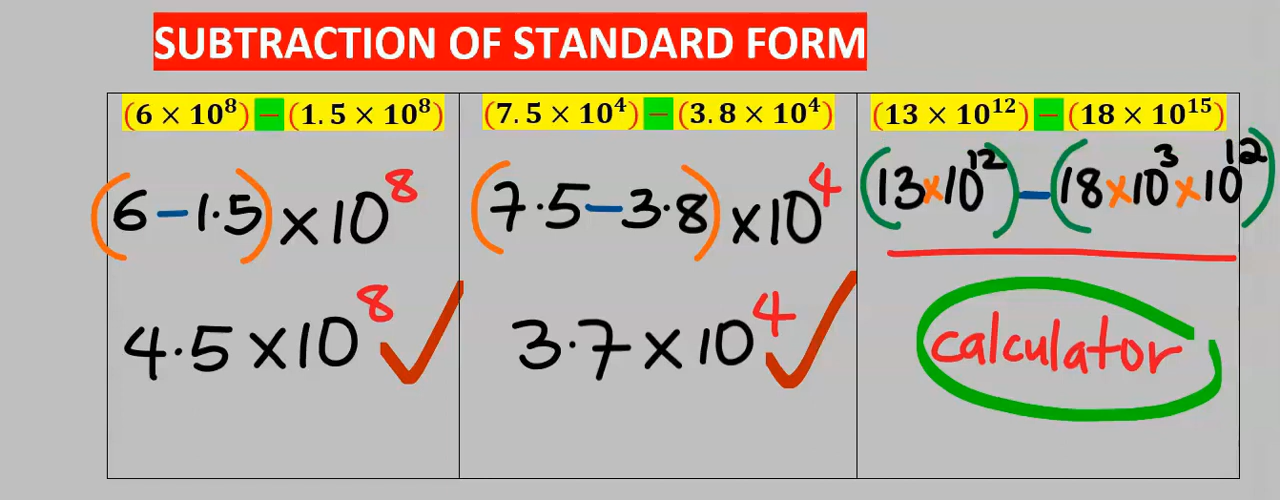 SUBTRACTION OF STANDARD FORM
(6 × 10⁸) − (1.5 × 10⁸)
(6 − 1.5) × 10⁸
4.5 × 10⁸ ✓
(7.5 × 10⁴) − (3.8 × 10⁴)
(7.5 − 3.8) × 10⁴
3.7 × 10⁴ ✓
(13 × 10¹²) − (18 × 10¹⁵)
(13 × 10¹²) − (18 × 10³ × 10¹²)
calculator